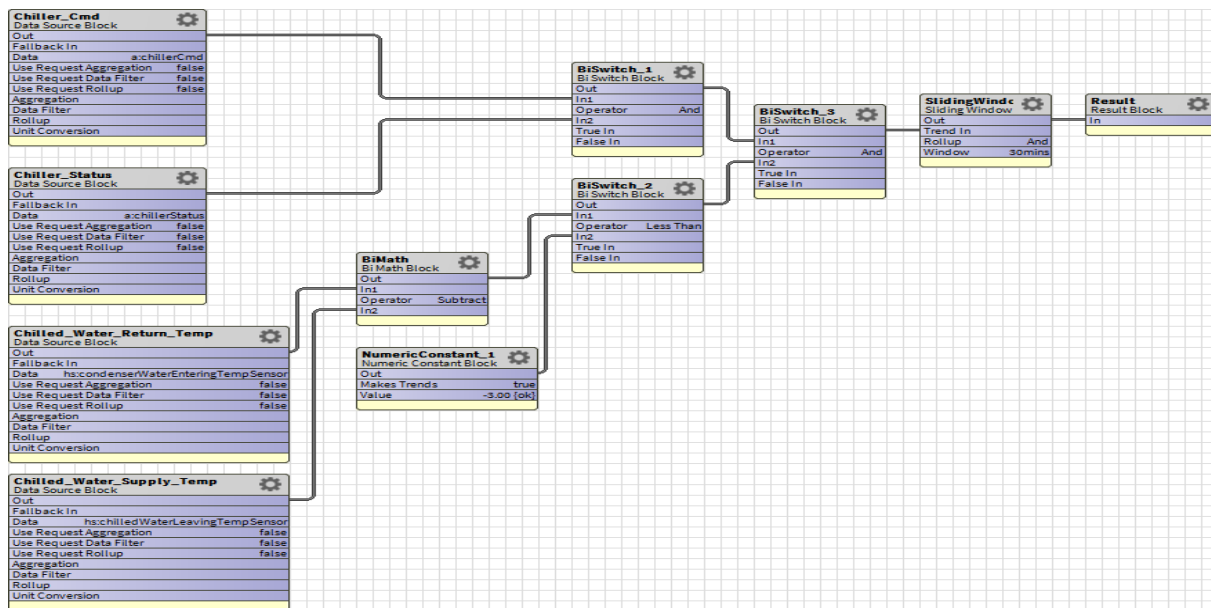 Chiller_Cmd
Data Source Block
Out
Fallback In
Data a:chillerCmd
Use Request Aggregation false
Use Request Data Filter false
Use Request Rollup false
Aggregation
Data Filter
Rollup
Unit Conversion
Chiller_Status
Data Source Block
Out
Fallback In
Data a:chillerStatus
Use Request Aggregation false
Use Request Data Filter false
Use Request Rollup false
Aggregation
Data Filter
Rollup
Unit Conversion
Chilled_Water_Return_Temp
Data Source Block
Out
Fallback In
Data hs:condenserWaterEnteringTempSensor
Use Request Aggregation false
Use Request Data Filter false
Use Request Rollup false
Aggregation
Data Filter
Rollup
Unit Conversion
Chilled_Water_Supply_Temp
Data Source Block
Out
Fallback In
Data hs:chilledWaterLeavingTempSensor
Use Request Aggregation false
Use Request Data Filter false
Use Request Rollup false
Aggregation
Data Filter
Rollup
Unit Conversion
BiMath
Bi Math Block
Out
In1
Operator Subtract
In2
NumericConstant_1
Numeric Constant Block
Out
Makes Trends true
Value -3.00 {ok}
BiSwitch_1
Bi Switch Block
Out
In1
Operator And
In2
True In
False In
BiSwitch_2
Bi Switch Block
Out
In1
Operator Less Than
In2
True In
False In
BiSwitch_3
Bi Switch Block
Out
In1
Operator And
In2
True In
False In
SlidingWindc
Sliding Window
Out
Trend In
Rollup And
Window 30mins
Result
Result Block
In